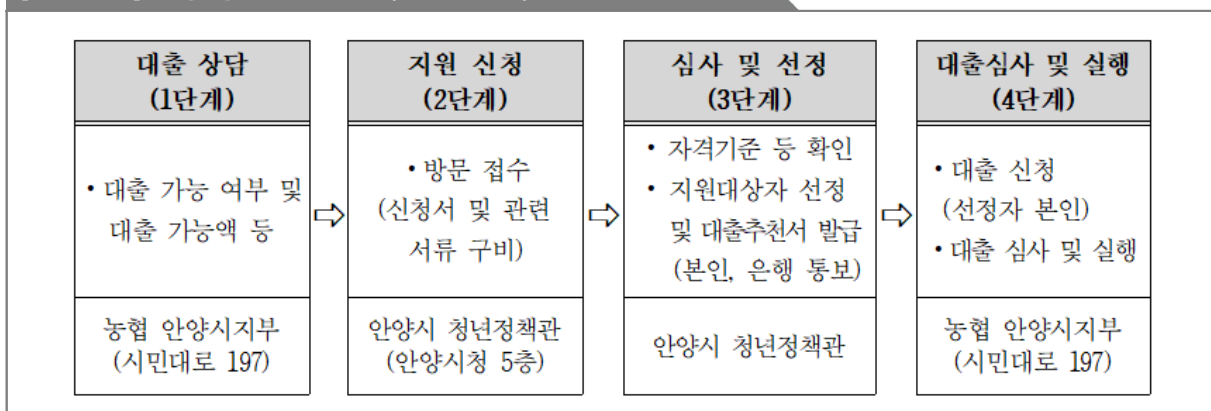 대출 상담
(1단계)
• 대출 가능 여부 및
대출 가능액 등
농협 안양시지부
(시민대로 197)
⇨
지원 신청
(2단계)
• 방문 접수
(신청서 및 관련
서류 구비)
안양시 청년정책관
(안양시청 5층)
⇨
심사 및 선정
(3단계)
• 자격기준 등 확인
• 지원대상자 선정
및 대출추천서 발급
(본인, 은행 통보)
안양시 청년정책관
⇨
대출심사 및 실행
(4단계)
• 대출 신청
(선정자 본인)
• 대출 심사 및 실행
농협 안양시지부
(시민대로 197)